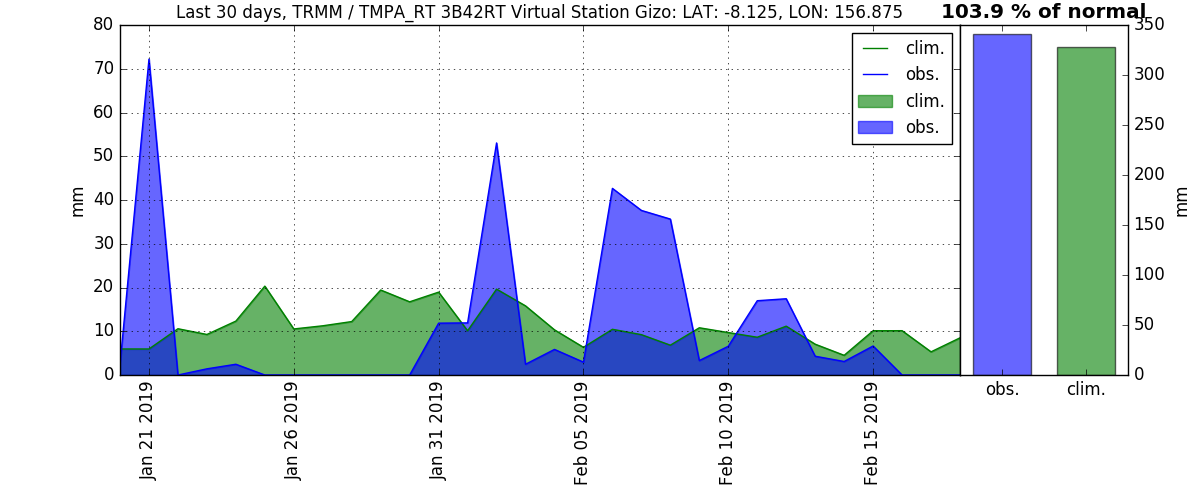 Last 30 days, TRMM / TMPA_RT 3B42RT Virtual Station Gizo: LAT: -8.125, LON: 156.875
103.9 % of normal
80
70
60
50
40
30
20
10
0
mm
clim.
obs.
clim.
obs.
350
300
250
200
150
100
50
0
mm
Jan 21 2019
Jan 26 2019
Jan 31 2019
Feb 05 2019
Feb 10 2019
Feb 15 2019
obs.
clim.